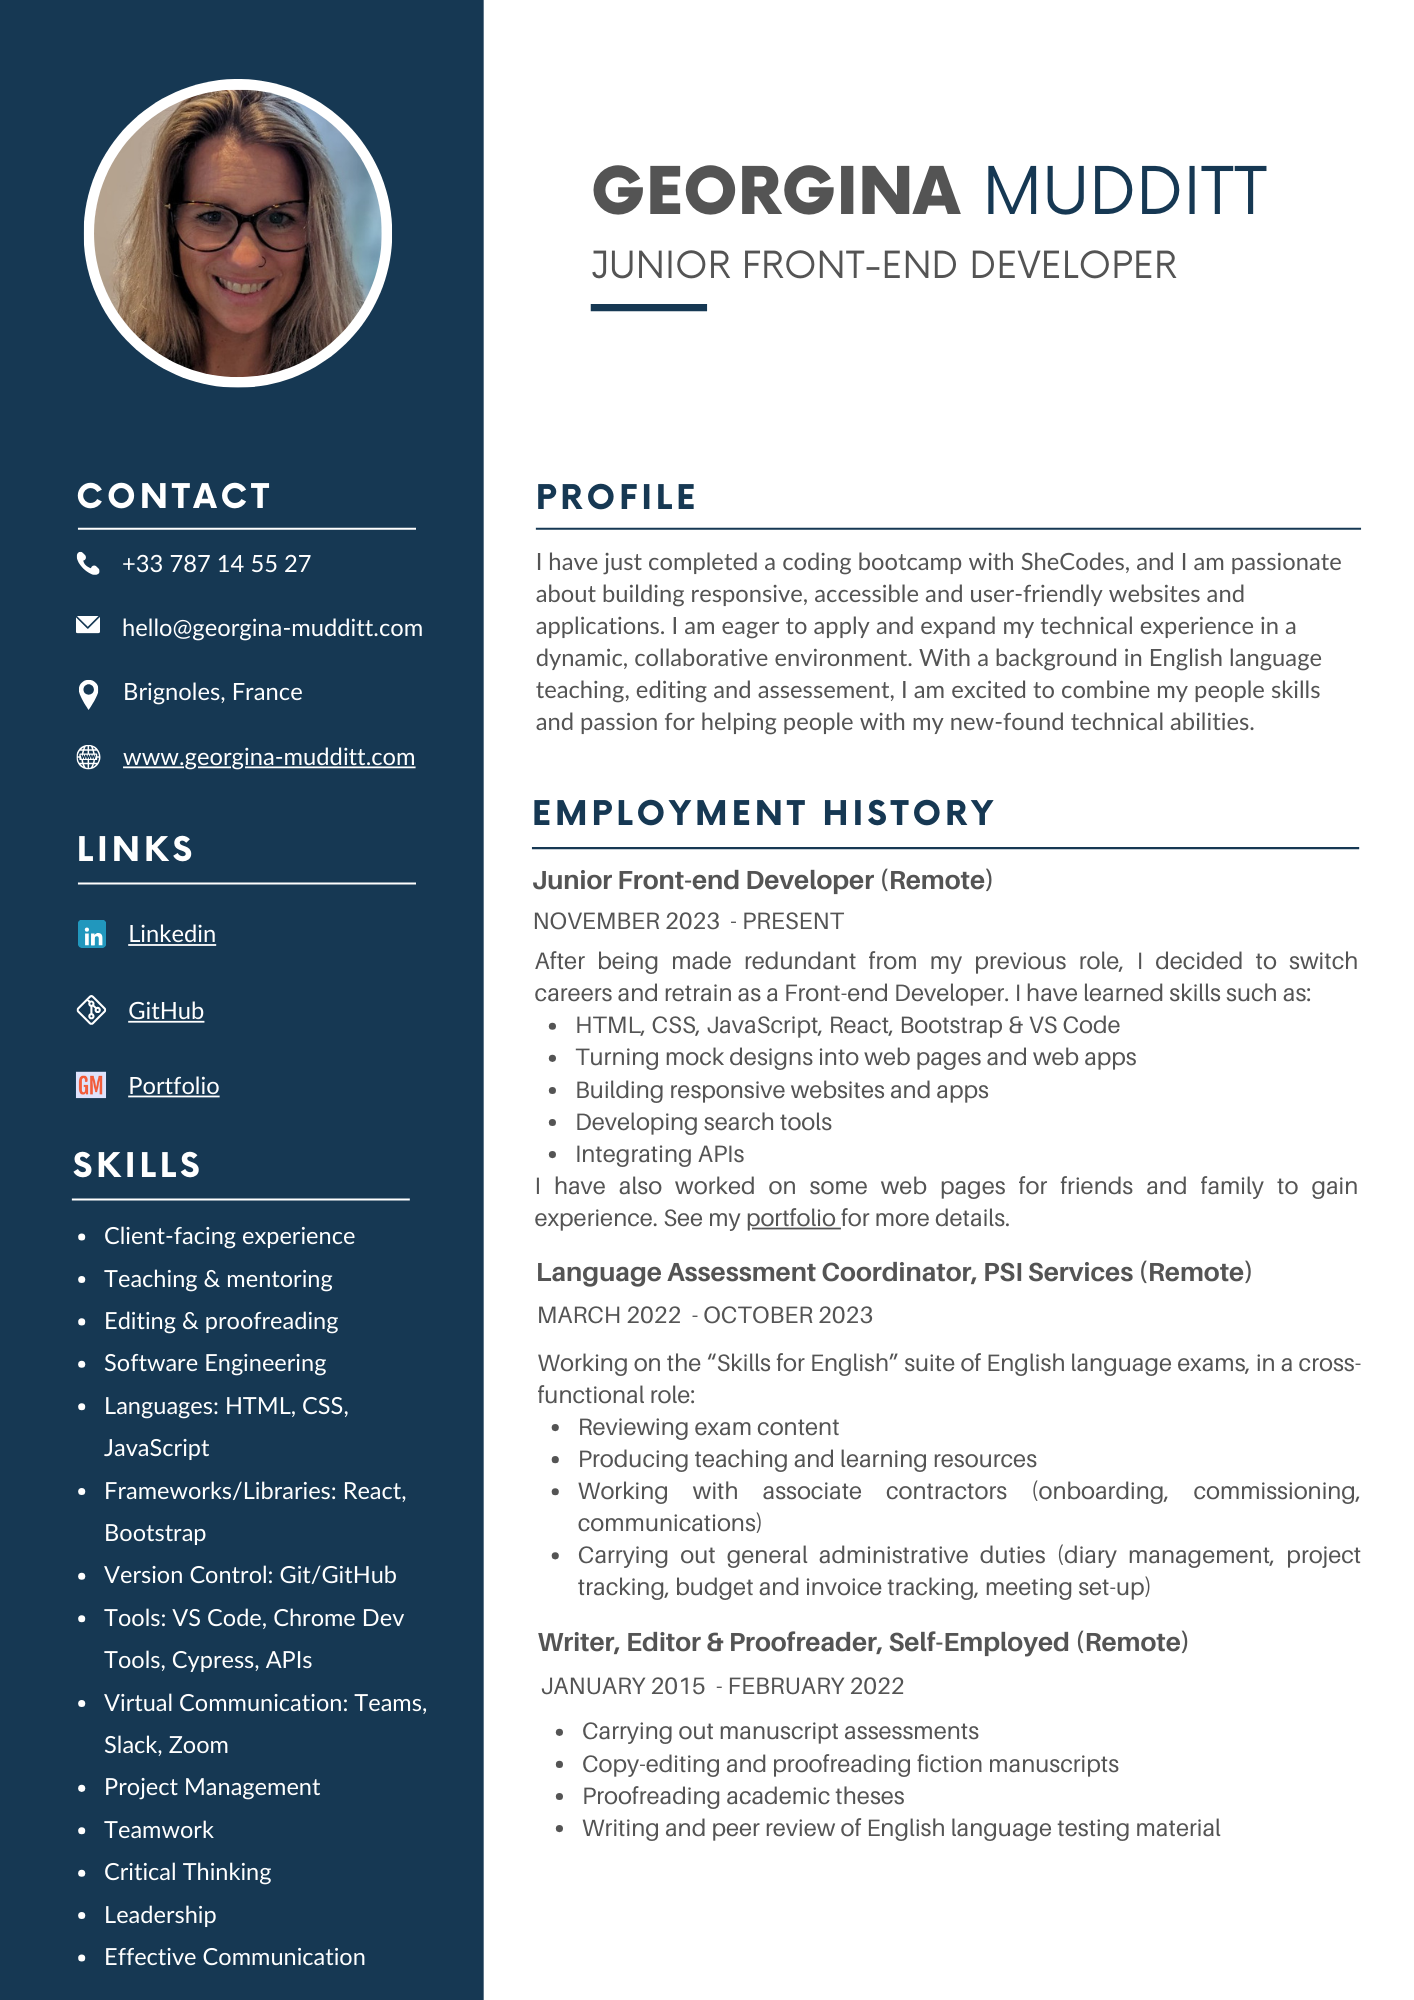 GEORGINA MUDDITT
JUNIOR FRONT-END DEVELOPER
CONTACT
+33 787 14 55 27
hello@georgina-mudditt.com
Brignoles, France
www.georgina-mudditt.com
LINKS
in
Linkedin
GitHub
GM
Portfolio
SKILLS
• Client-facing experience
• Teaching & mentoring
• Editing & proofreading
• Software Engineering
• Languages: HTML, CSS,
JavaScript
• Frameworks/Libraries: React,
Bootstrap
• Version Control: Git/GitHub
• Tools: VS Code, Chrome Dev
Tools, Cypress, APIs
• Virtual Communication: Teams,
Slack, Zoom
• Project Management
• Teamwork
• Critical Thinking
• Leadership
• Effective Communication
PROFILE
I have just completed a coding bootcamp with SheCodes, and I am passionate
about building responsive, accessible and user-friendly websites and
applications. I am eager to apply and expand my technical experience in a
dynamic, collaborative environment. With a background in English language
teaching, editing and assessement, I am excited to combine my people skills
and passion for helping people with my new-found technical abilities.
EMPLOYMENT HISTORY
Junior Front-end Developer (Remote)
NOVEMBER 2023 - PRESENT
After being made redundant from my previous role, I decided to switch
careers and retrain as a Front-end Developer. I have learned skills such as:
• HTML, CSS, JavaScript, React, Bootstrap & VS Code
• Turning mock designs into web pages and web apps
• Building responsive websites and apps
• Developing search tools
• Integrating APIs
I have also worked on some web pages for friends and family to gain
experience. See my portfolio for more details.
Language Assessment Coordinator, PSI Services (Remote)
MARCH 2022 - OCTOBER 2023
Working on the “Skills for English” suite of English language exams, in a cross-
functional role:
• Reviewing exam content
• Producing teaching and learning resources
• Working with associate contractors (onboarding, commissioning,
communications)
• Carrying out general administrative duties (diary management, project
tracking, budget and invoice tracking, meeting set-up)
Writer, Editor & Proofreader, Self-Employed (Remote)
JANUARY 2015 - FEBRUARY 2022
• Carrying out manuscript assessments
• Copy-editing and proofreading fiction manuscripts
• Proofreading academic theses
• Writing and peer review of English language testing material